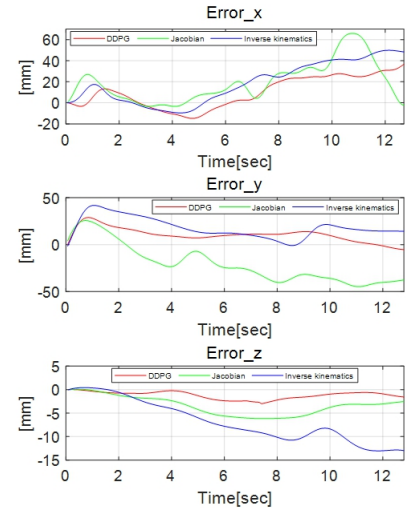 Error_x
60
40
20
0
-20
[mm]
DDPG Jacobian Inverse kinematics
0 2 4 6 8 10 12
Time[sec]
Error_y
50
0
-50
[mm]
DDPG Jacobian Inverse kinematics
0 2 4 6 8 10 12
Time[sec]
Error_z
5
0
-5
-10
-15
[mm]
DDPG Jacobian Inverse kinematics
0 2 4 6 8 10 12
Time[sec]